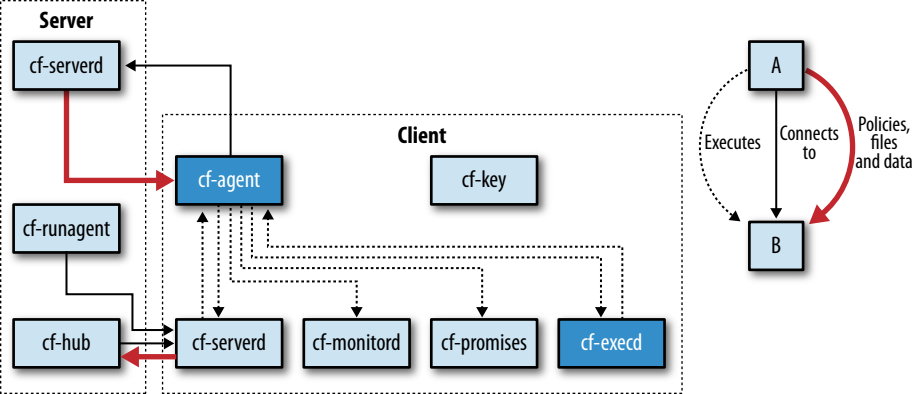 Server
cf-serverd
cf-runagent
cf-hub
Client
cf-agent
cf-key
cf-serverd
cf-monitord
cf-promises
cf-execd
A
Executes
Connects
to
Policies,
files
and data
B